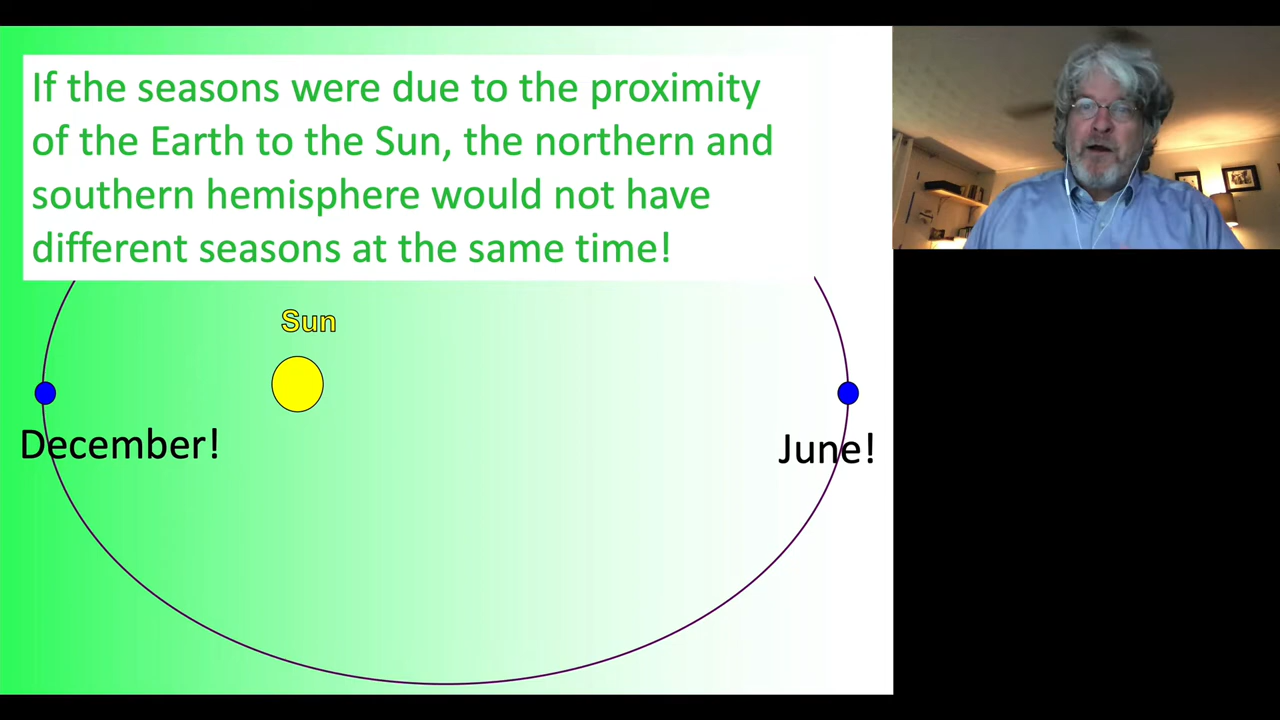 If the seasons were due to the proximity
of the Earth to the Sun, the northern and
southern hemisphere would not have
different seasons at the same time!
Sun
December!
June!